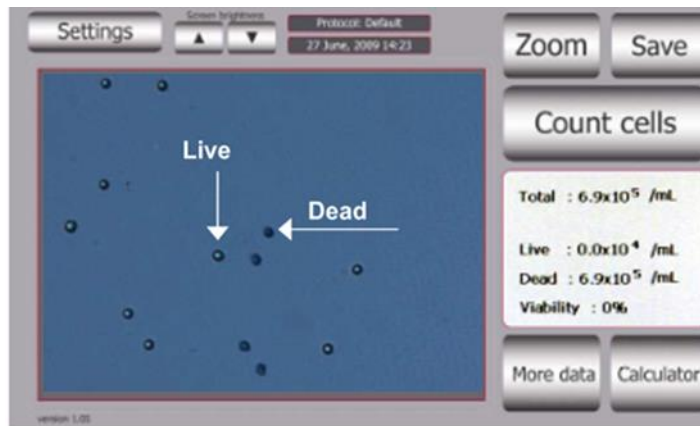 Settings
Screen brightness
Protocol: Default
27 June, 2009 14:23
Zoom
Save
Live
Dead
Count cells
Total : 6.9x10⁵ /mL
Live : 0.0x10⁴ /mL
Dead : 6.9x10⁵ /mL
Viability : 0%
More data
Calculator
version 1.05